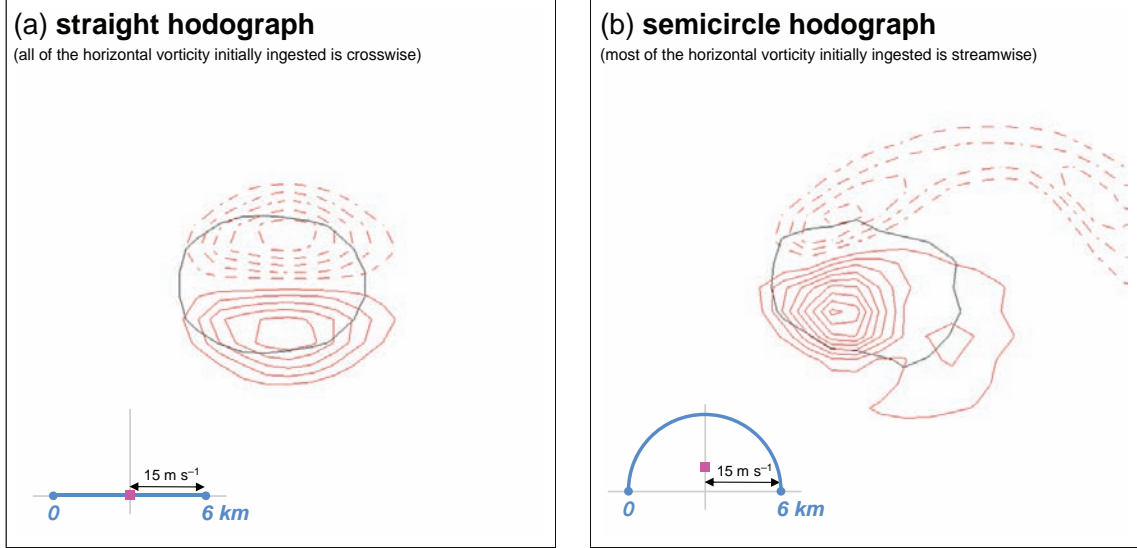 (a) straight hodograph
(all of the horizontal vorticity initially ingested is crosswise)
15 m s⁻¹
0
6 km
(b) semicircle hodograph
(most of the horizontal vorticity initially ingested is streamwise)
15 m s⁻¹
0
6 km